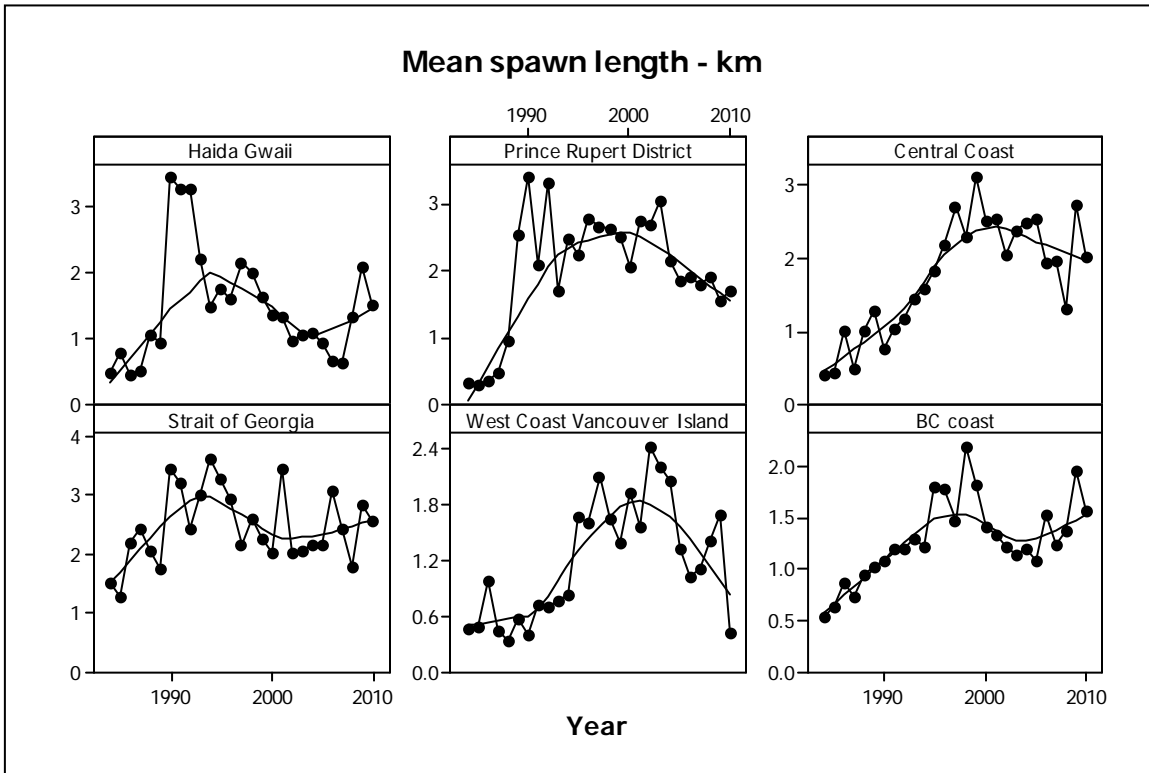 Mean spawn length - km
1990 2000 2010
Haida Gwaii Prince Rupert District Central Coast
3 3 3
2 2 2
1 1 1
0 0 0
Strait of Georgia West Coast Vancouver Island BC coast
4 2.4 2.0
3 1.8 1.5
2 1.2 1.0
1 0.6 0.5
0 0.0 0.0
1990 2000 2010 1990 2000 2010
Year